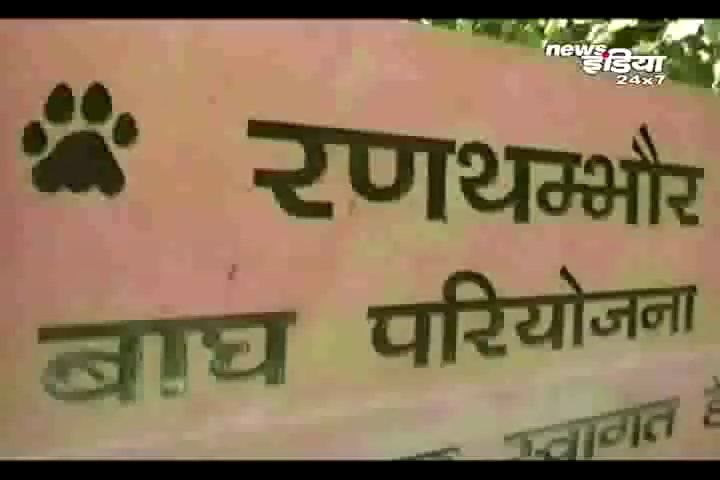 news
इंडिया
24x7
रणथम्भौर
बाघ परियोजना
स्वागत है